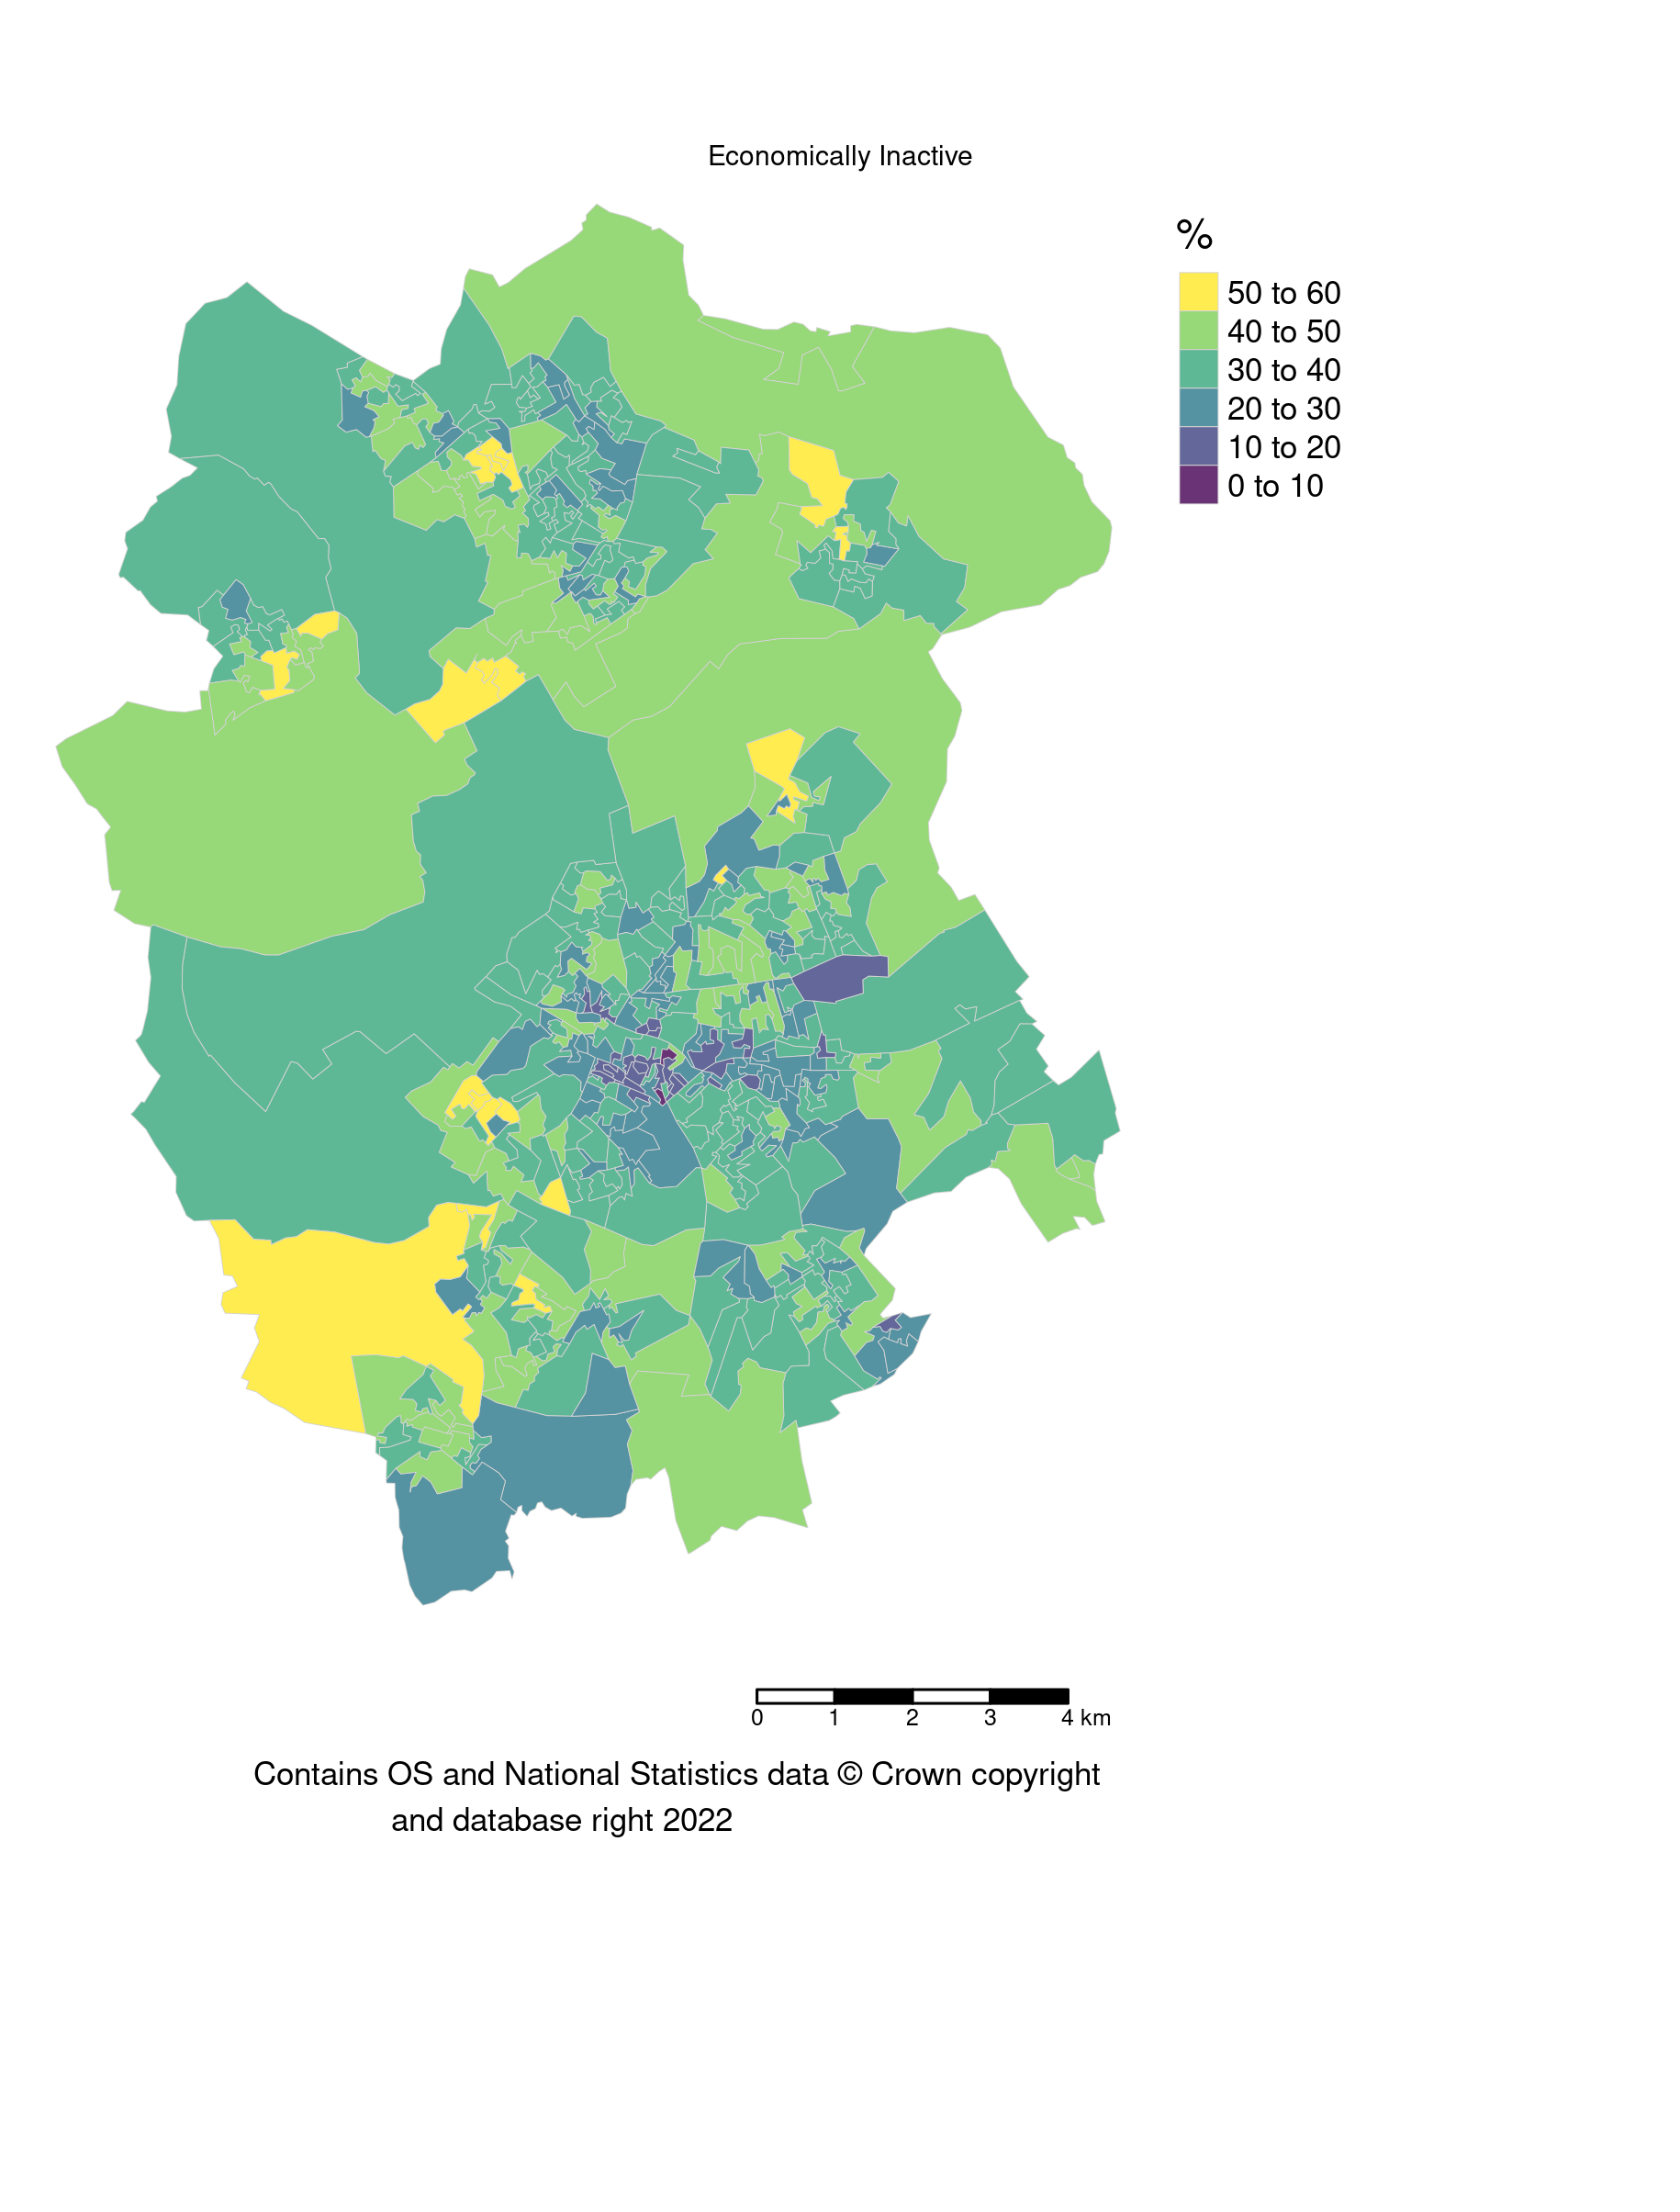 Economically Inactive
%
50 to 60
40 to 50
30 to 40
20 to 30
10 to 20
0 to 10
0 1 2 3 4 km
Contains OS and National Statistics data © Crown copyright
and database right 2022